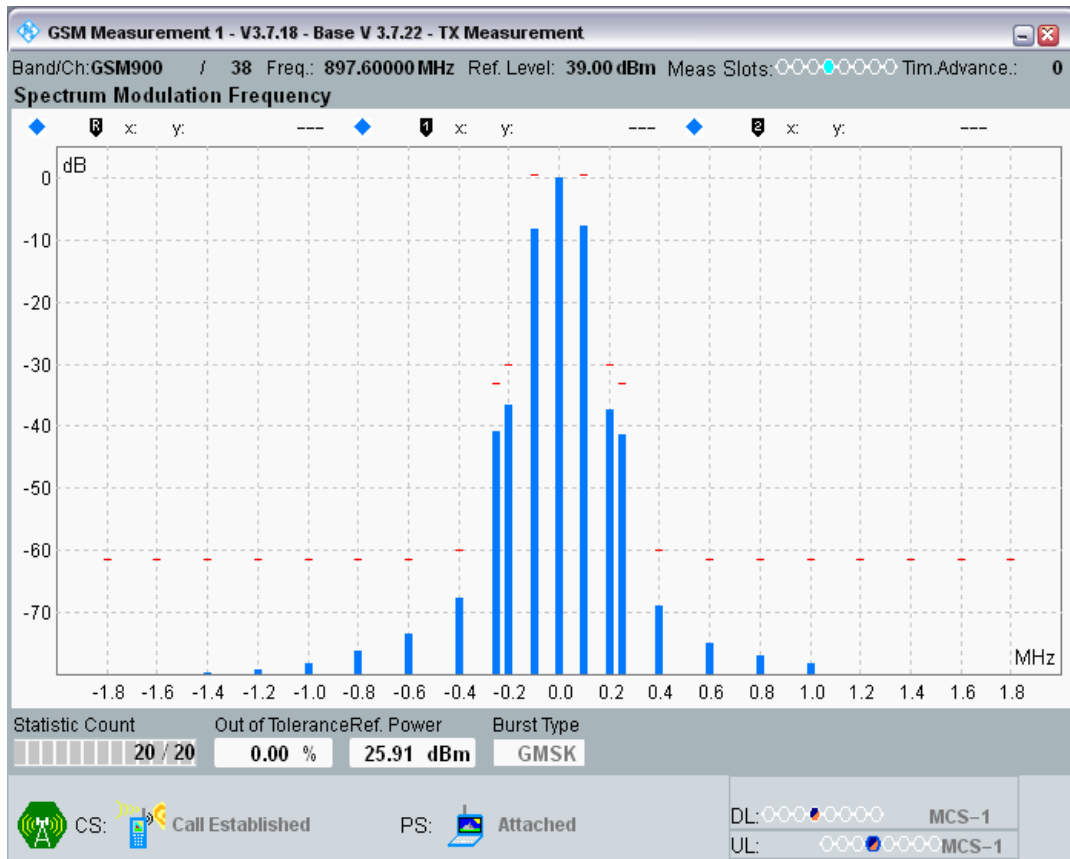 GSM Measurement 1 - V3.7.18 - Base V 3.7.22 - TX Measurement
Band/Ch:GSM900 / 38 Freq.: 897.60000 MHz Ref. Level: 39.00 dBm Meas Slots: Tim.Advance.: 0
Spectrum Modulation Frequency
R x: y: --- 1 x: y: --- 2 x: y: ---
dB
0
-10
-20
-30
-40
-50
-60
-70
MHz
-1.8 -1.6 -1.4 -1.2 -1.0 -0.8 -0.6 -0.4 -0.2 0.0 0.2 0.4 0.6 0.8 1.0 1.2 1.4 1.6 1.8
Statistic Count Out of Tolerance Ref. Power Burst Type
20 / 20 0.00 % 25.91 dBm GMSK
CS: Call Established PS: Attached
DL: MCS-1
UL: MCS-1